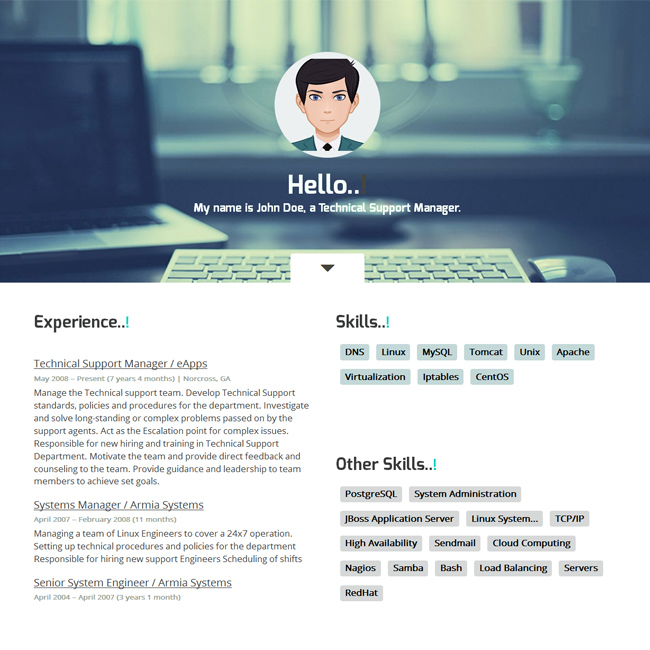 Hello..!
My name is John Doe, a Technical Support Manager.
Experience..!
Technical Support Manager / eApps
May 2008 – Present (7 years 4 months) | Norcross, GA
Manage the Technical support team. Develop Technical Support
standards, policies and procedures for the department. Investigate
and solve long-standing or complex problems passed on by the
support agents. Act as the Escalation point for complex issues.
Responsible for new hiring and training in Technical Support
Department. Motivate the team and provide direct feedback and
counseling to the team. Provide guidance and leadership to team
members to achieve set goals.
Systems Manager / Armia Systems
April 2007 – February 2008 (11 months)
Managing a team of Linux Engineers to cover a 24x7 operation.
Setting up technical procedures and policies for the department
Responsible for hiring new support Engineers Scheduling of shifts
Senior System Engineer / Armia Systems
April 2004 – April 2007 (3 years 1 month)
Skills..!
DNS Linux MySQL Tomcat Unix Apache
Virtualization Iptables CentOS
Other Skills..!
PostgreSQL System Administration
JBoss Application Server Linux System... TCP/IP
High Availability Sendmail Cloud Computing
Nagios Samba Bash Load Balancing Servers
RedHat